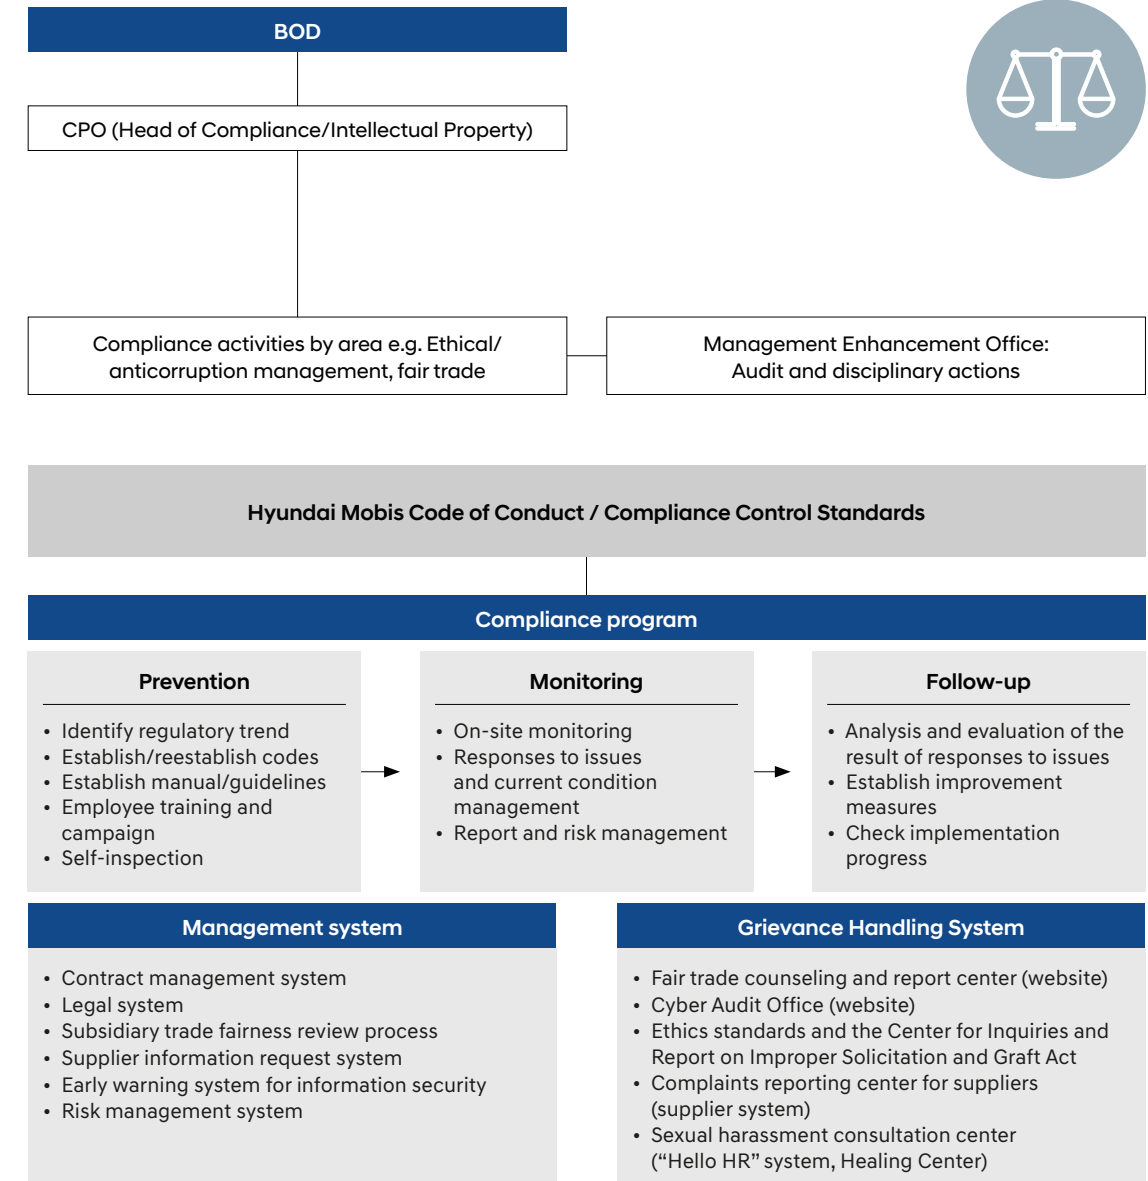 BOD
CPO (Head of Compliance/Intellectual Property)
Compliance activities by area e.g. Ethical/
anticorruption management, fair trade
Management Enhancement Office:
Audit and disciplinary actions
Hyundai Mobis Code of Conduct / Compliance Control Standards
Compliance program
Prevention
• Identify regulatory trend
• Establish/reestablish codes
• Establish manual/guidelines
• Employee training and
campaign
• Self-inspection
Monitoring
• On-site monitoring
• Responses to issues
and current condition
management
• Report and risk management
Follow-up
• Analysis and evaluation of the
result of responses to issues
• Establish improvement
measures
• Check implementation
progress
Management system
• Contract management system
• Legal system
• Subsidiary trade fairness review process
• Supplier information request system
• Early warning system for information security
• Risk management system
Grievance Handling System
• Fair trade counseling and report center (website)
• Cyber Audit Office (website)
• Ethics standards and the Center for Inquiries and
Report on Improper Solicitation and Graft Act
• Complaints reporting center for suppliers
(supplier system)
• Sexual harassment consultation center
(“Hello HR” system, Healing Center)